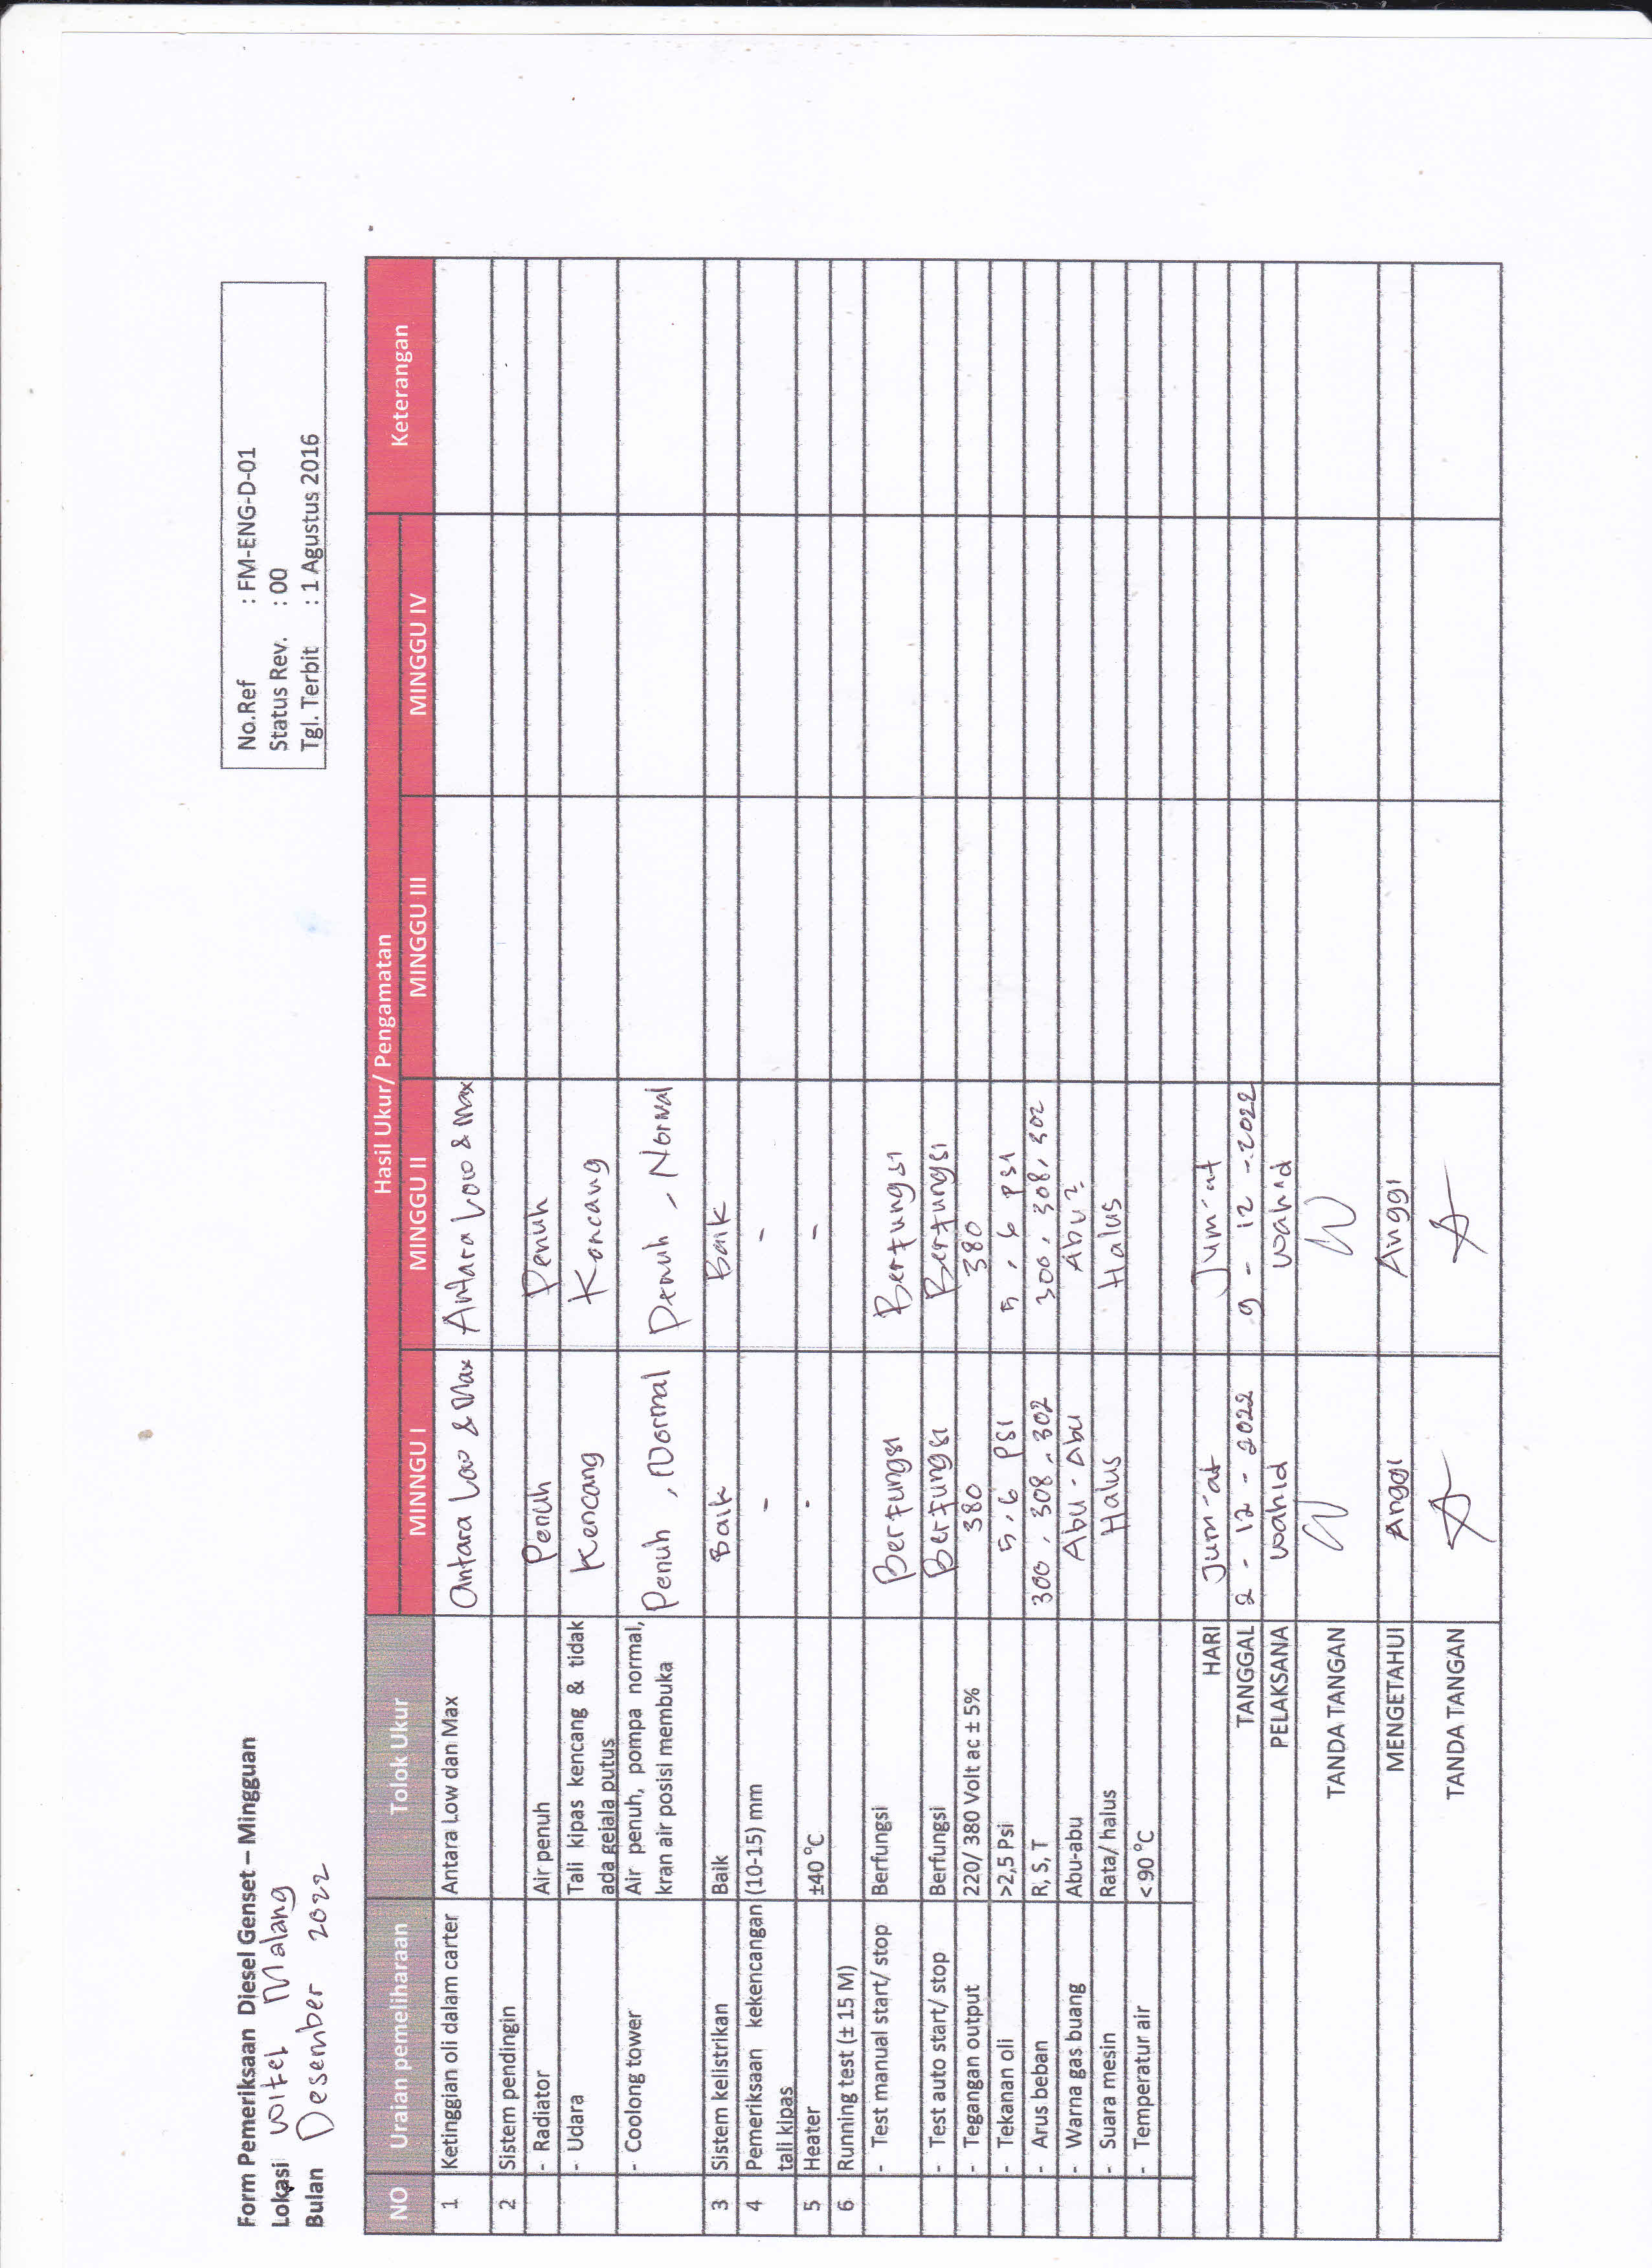 Form Pemeriksaan Diesel Genset – Mingguan
Lokasi Witel Malang
Bulan Desember 2022
No.Ref : FM-ENG-D-01
Status Rev. : 00
Tgl. Terbit : 1 Agustus 2016
NO Uraian pemeliharaan Tolok Ukur Hasil Ukur/ Pengamatan Keterangan
MINNGU I MINGGU II MINGGU III MINGGU IV
1 Ketinggian oli dalam carter Antara Low dan Max Antara Low & Max Antara Low & Max
2 Sistem pendingin
- Radiator Air penuh Penuh Penuh
- Udara Tali kipas kencang & tidak Kencang Kencang
ada gejala putus
- Coolong tower Air penuh, pompa normal, Penuh , Normal Penuh , Normal
kran air posisi membuka
3 Sistem kelistrikan Baik Baik Baik
4 Pemeriksaan kekencangan (10-15) mm - -
tali kipas
5 Heater ±40 °C - -
6 Running test (± 15 M)
- Test manual start/ stop Berfungsi Berfungsi Berfungsi
- Test auto start/ stop Berfungsi Berfungsi Berfungsi
- Tegangan output 220/ 380 Volt ac ± 5% 380 380
- Tekanan oli >2,5 Psi 5,6 PSI 5,6 PSI
- Arus beban R, S, T 300, 308, 302 300, 308, 302
- Warna gas buang Abu-abu Abu - Abu Abu2
- Suara mesin Rata/ halus Halus Halus
- Temperatur air < 90 °C
HARI Jum'at Jum'at
TANGGAL 2 - 12 - 2022 9 - 12 - 2022
PELAKSANA Wahid Wahid
TANDA TANGAN
MENGETAHUI Anggi Anggi
TANDA TANGAN